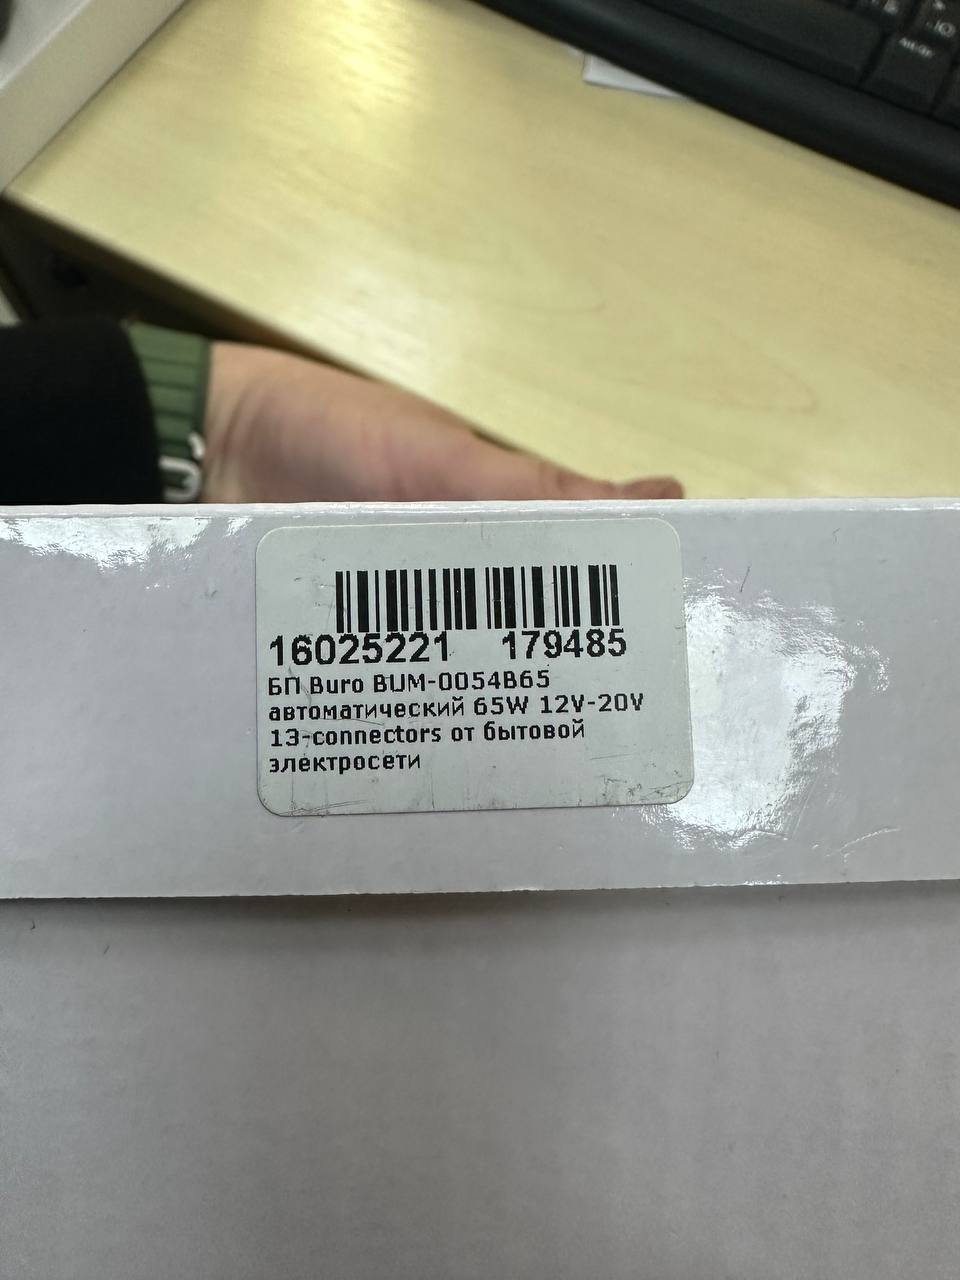 16025221 179485
БП Buro BUM-0054B65
автоматический 65W 12V-20V
13-connectors от бытовой
электросети